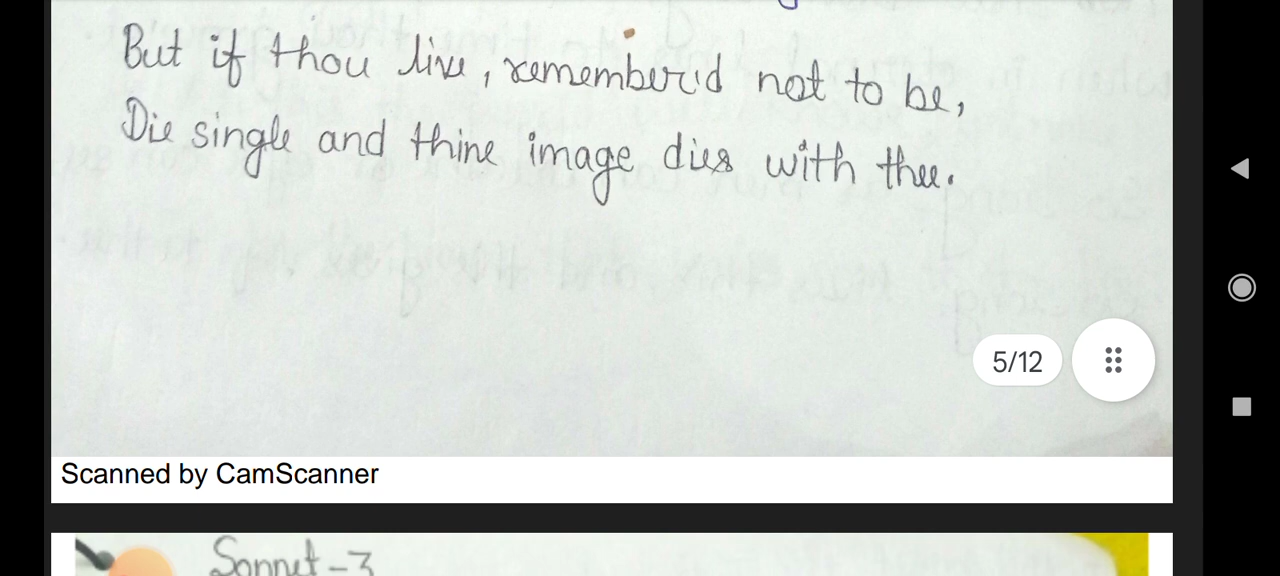 But if thou live, remember'd not to be,
Die single and thine image dies with thee.
5/12
Scanned by CamScanner
Sonnet-3